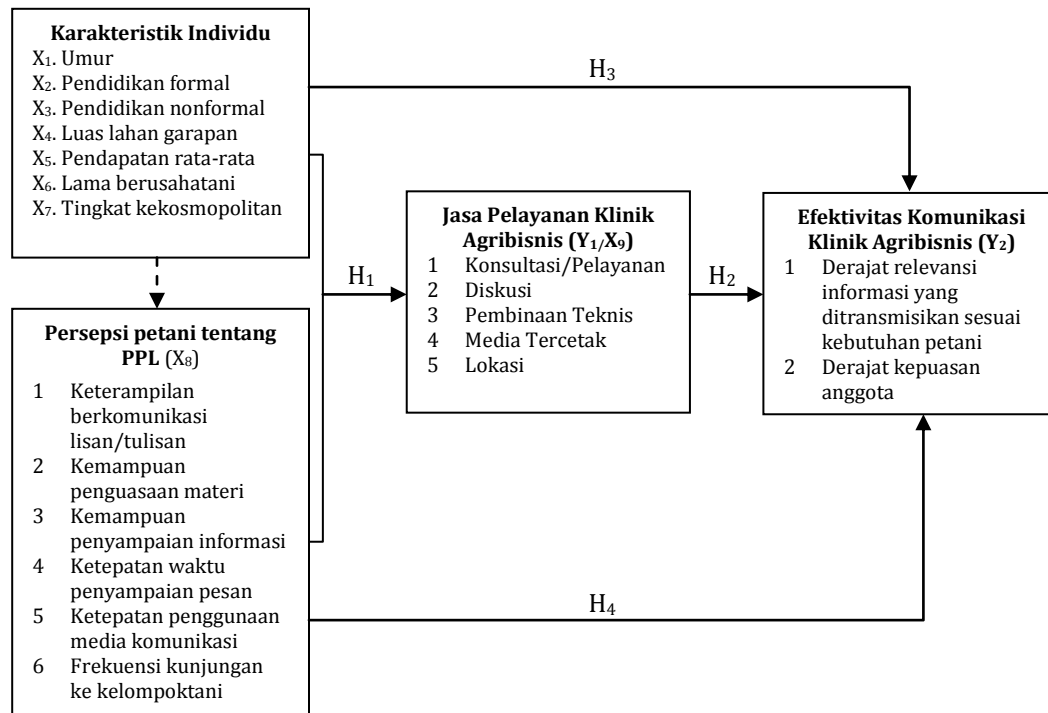 Karakteristik Individu
X₁. Umur
X₂. Pendidikan formal
X₃. Pendidikan nonformal
X₄. Luas lahan garapan
X₅. Pendapatan rata-rata
X₆. Lama berusahatani
X₇. Tingkat kekosmopolitan
H₃
Jasa Pelayanan Klinik
Agribisnis (Y₁/X₉)
1 Konsultasi/Pelayanan
2 Diskusi
3 Pembinaan Teknis
4 Media Tercetak
5 Lokasi
Efektivitas Komunikasi
Klinik Agribisnis (Y₂)
1 Derajat relevansi
informasi yang
ditransmisikan sesuai
kebutuhan petani
2 Derajat kepuasan
anggota
H₁
H₂
Persepsi petani tentang
PPL (X₈)
1 Keterampilan
berkomunikasi
lisan/tulisan
2 Kemampuan
penguasaan materi
3 Kemampuan
penyampaian informasi
4 Ketepatan waktu
penyampaian pesan
5 Ketepatan penggunaan
media komunikasi
6 Frekuensi kunjungan
ke kelompoktani
H₄